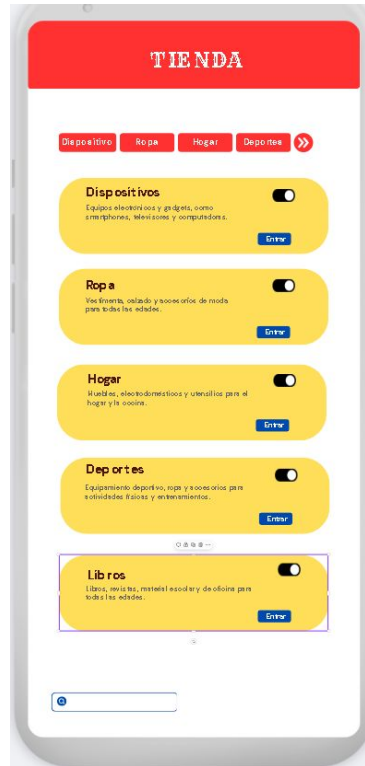 TIENDA
Dispositivo Ropa Hogar Deportes
Dispositivos
Equipos electrónicos y gadgets, como
smartphones, televisores y computadoras.
Entrar
Ropa
Vestimenta, calzado y accesorios de moda
para todas las edades.
Entrar
Hogar
Muebles, electrodomésticos y utensilios para el
hogar y la cocina.
Entrar
Deportes
Equipamiento deportivo, ropa y accesorios para
actividades físicas y entrenamientos.
Entrar
Libros
Libros, revistas, material escolar y de oficina para
todas las edades.
Entrar